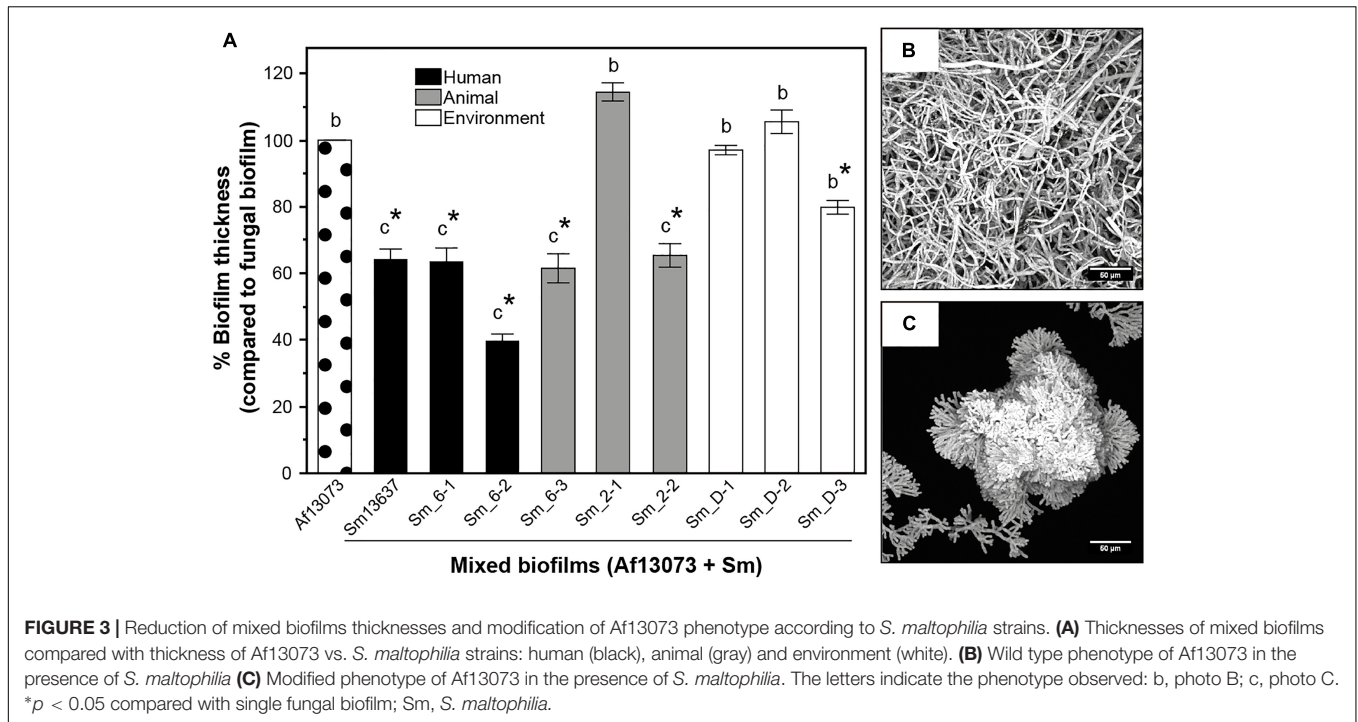 A
% Biofilm thickness
(compared to fungal biofilm)
120
100
80
60
40
20
0
Human
Animal
Environment
b
c*
c*
c*
c*
b
c*
b
b
b*
Af13073
Sm13637
Sm_6-1
Sm_6-2
Sm_6-3
Sm_2-1
Sm_2-2
Sm_D-1
Sm_D-2
Sm_D-3
Mixed biofilms (Af13073 + Sm)
B
50 µm
C
50 µm
FIGURE 3 | Reduction of mixed biofilms thicknesses and modification of Af13073 phenotype according to S. maltophilia strains. (A) Thicknesses of mixed biofilms
compared with thickness of Af13073 vs. S. maltophilia strains: human (black), animal (gray) and environment (white). (B) Wild type phenotype of Af13073 in the
presence of S. maltophilia (C) Modified phenotype of Af13073 in the presence of S. maltophilia. The letters indicate the phenotype observed: b, photo B; c, photo C.
*p < 0.05 compared with single fungal biofilm; Sm, S. maltophilia.